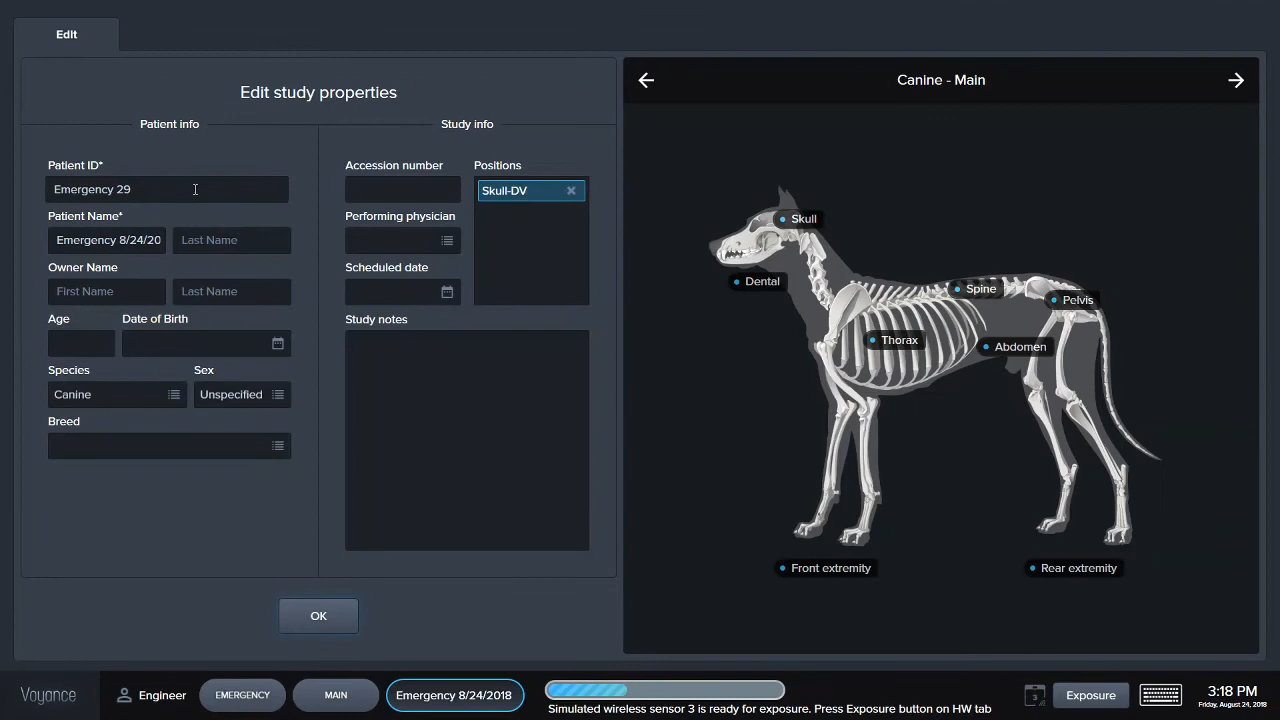 Edit
Edit study properties
Patient info
Patient ID*
Emergency 29
Patient Name*
Emergency 8/24/20
Last Name
Owner Name
First Name
Last Name
Age
Date of Birth
Species
Sex
Canine
Unspecified
Breed
Study info
Accession number
Positions
Skull-DV
Performing physician
Scheduled date
Study notes
OK
Canine - Main
Skull
Dental
Spine
Pelvis
Thorax
Abdomen
Front extremity
Rear extremity
Voyance
Engineer
EMERGENCY
MAIN
Emergency 8/24/2018
Simulated wireless sensor 3 is ready for exposure. Press Exposure button on HW tab
3
Exposure
3:18 PM
Friday, August 24, 2018